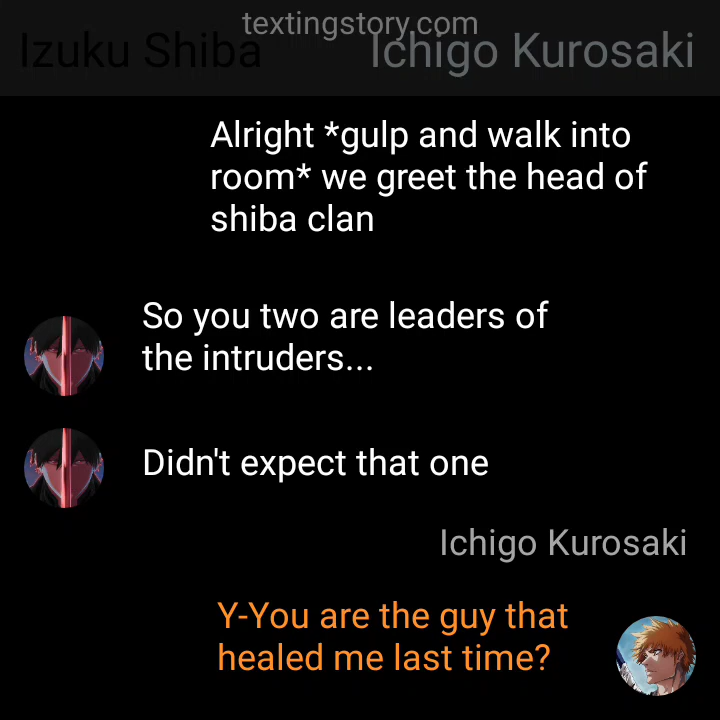 textingstory.com
Izuku Shiba
Ichigo Kurosaki
Alright *gulp and walk into
room* we greet the head of
shiba clan
So you two are leaders of
the intruders...
Didn't expect that one
Ichigo Kurosaki
Y-You are the guy that
healed me last time?